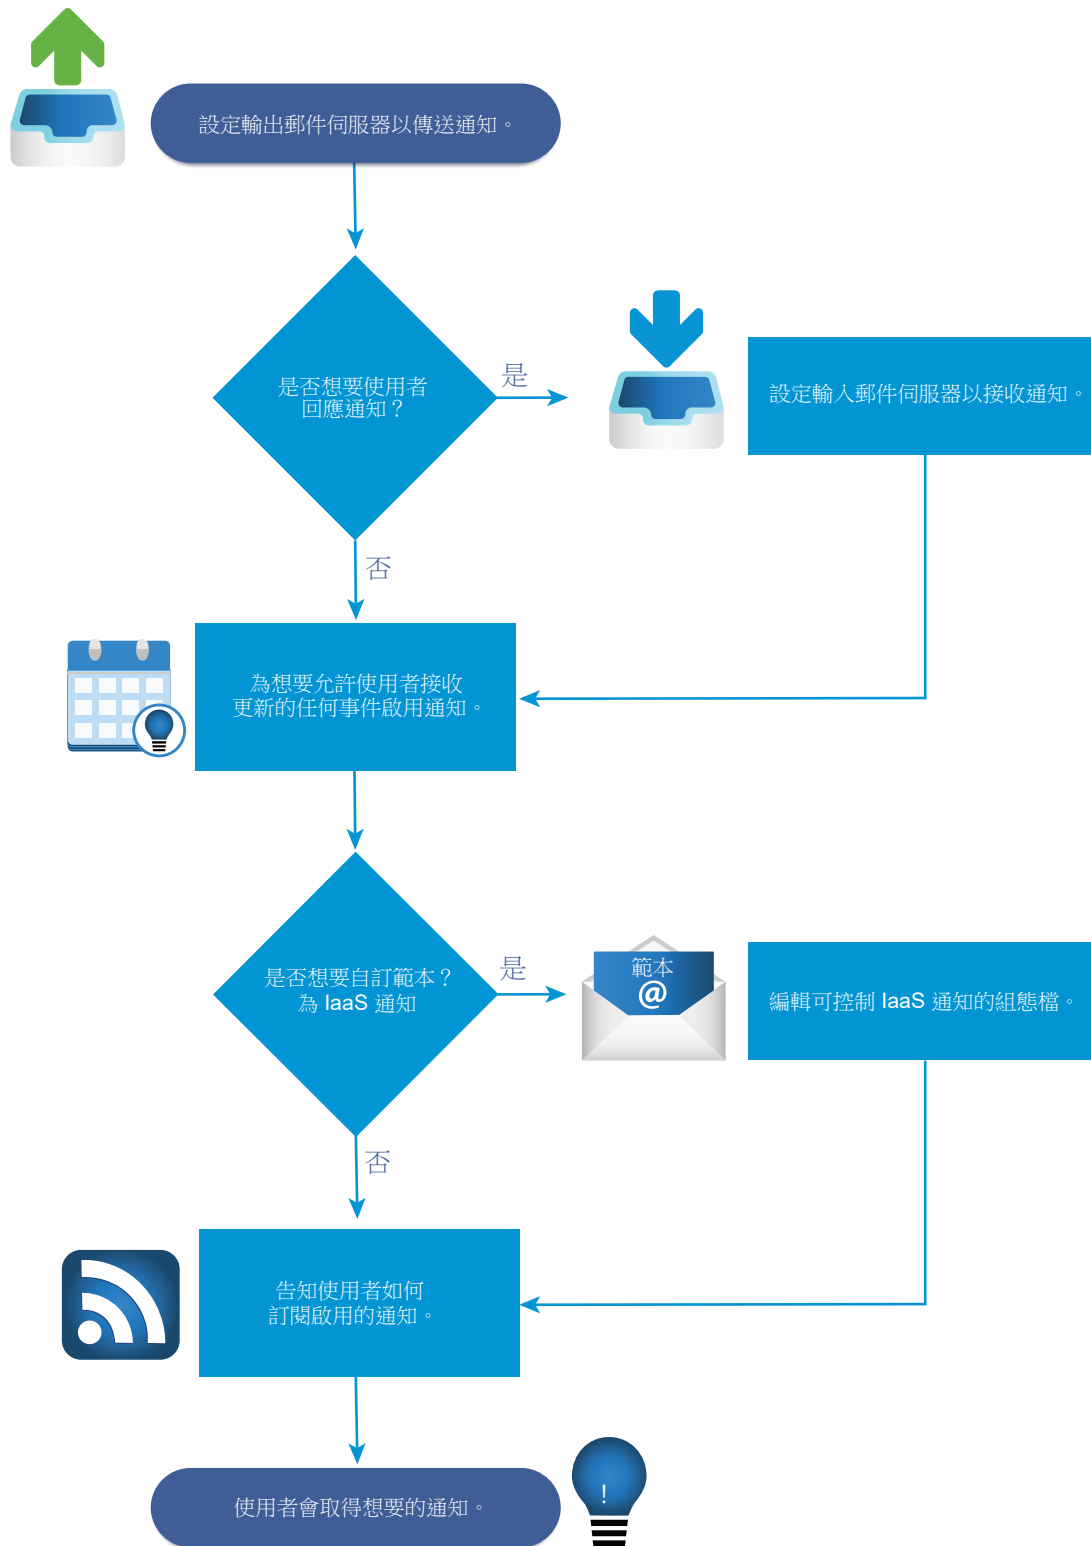 設定輸出郵件伺服器以傳送通知。
是否想要使用者
回應通知？
是
設定輸入郵件伺服器以接收通知。
否
為想要允許使用者接收
更新的任何事件啟用通知。
是否想要自訂範本？
為 IaaS 通知
是
範本
@
編輯可控制 IaaS 通知的組態檔。
否
告知使用者如何
訂閱啟用的通知。
使用者會取得想要的通知。
!